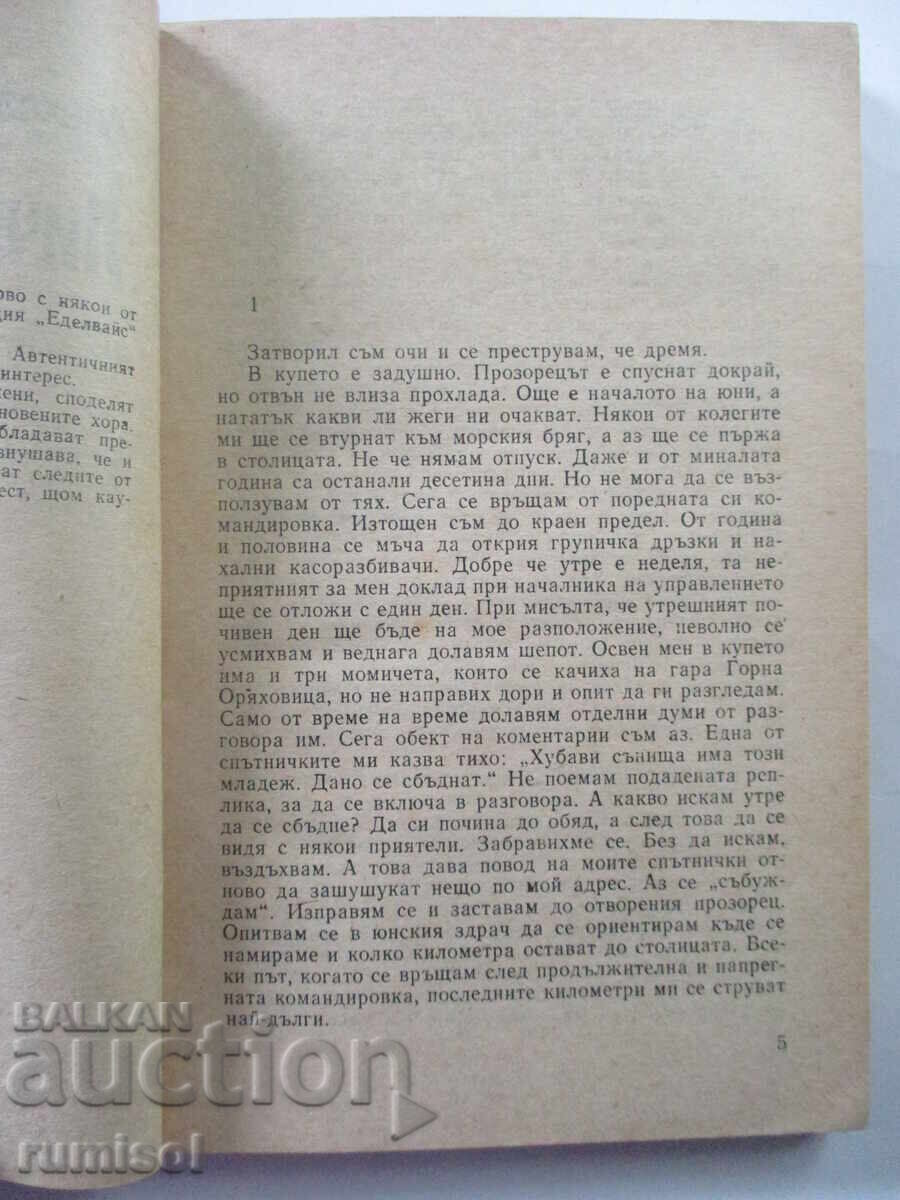 ово с някои от
ция „Еделвайс“
Автентичният
интерес.
ени, споделят
новените хора.
бладават пре-
внушава, че и
ат следите от
ест, щом кау-
1
Затворил съм очи и се преструвам, че дремя.
В купето е задушно. Прозорецът е спуснат докрай,
но отвън не влиза прохлада. Още е началото на юни, а
нататък какви ли жеги ни очакват. Някои от колегите
ми ще се втурнат към морския бряг, а аз ще се пържа
в столицата. Не че нямам отпуск. Даже и от миналата
година са останали десетина дни. Но не мога да се въз-
ползувам от тях. Сега се връщам от поредната си ко-
мандировка. Изтощен съм до краен предел. От година
и половина се мъча да открия групичка дръзки и на-
хални касоразбивачи. Добре че утре е неделя, та не-
приятният за мен доклад при началника на управлението
ще се отложи с един ден. При мисълта, че утрешният по-
чивен ден ще бъде на мое разположение, неволно се
усмихвам и веднага долавям шепот. Освен мен в купето
има и три момичета, които се качиха на гара Горна
Оряховица, но не направих дори и опит да ги разгледам.
Само от време на време долавям отделни думи от раз-
говора им. Сега обект на коментарии съм аз. Една от
спътничките ми казва тихо: „Хубави сънища има този
младеж. Дано се сбъднат.“ Не поемам подадената реп-
лика, за да се включа в разговора. А какво искам утре
да се сбъдне? Да си почина до обяд, а след това да се
видя с някои приятели. Забравихме се. Без да искам,
въздъхвам. А това дава повод на моите спътнички от-
ново да зашушукат нещо по мой адрес. Аз се „събуж-
дам“. Изправям се и заставам до отворения прозорец.
Опитвам се в юнския здрач да се ориентирам къде се
намираме и колко километра остават до столицата. Все-
ки път, когато се връщам след продължителна и напрег-
ната командировка, последните километри ми се струват
най-дълги.
5
BALKAN
auction
rumisol